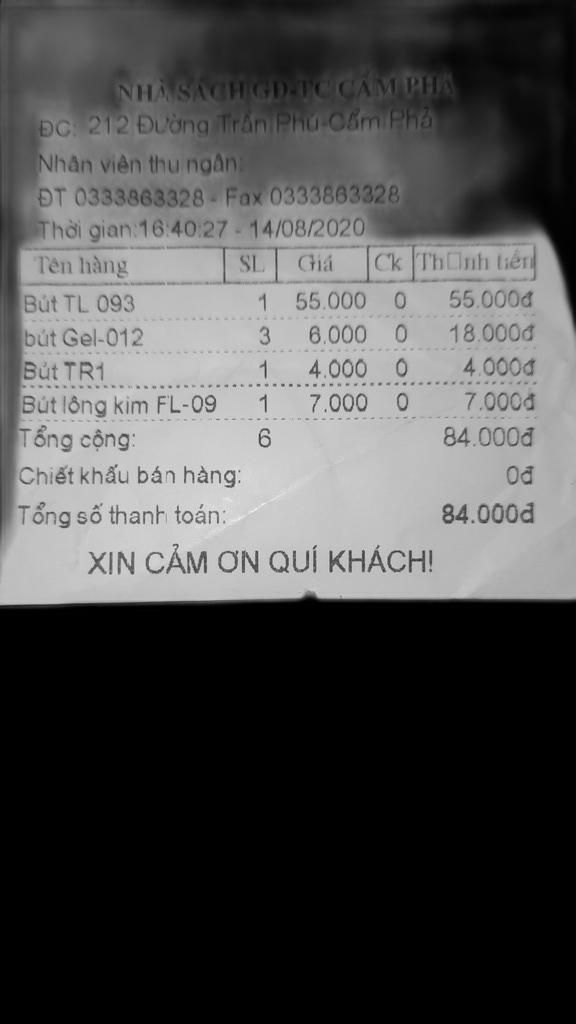 NHÀ SÁCH GD-TC CẨM PHẢ
ĐC: 212 Đường Trần Phú-Cẩm Phả
Nhân viên thu ngân:
ĐT 0333863328 - Fax 0333863328
Thời gian:16:40:27 - 14/08/2020
Tên hàng SL Giá Ck Th□nh tiền
Bút TL 093 1 55.000 0 55.000đ
bút Gel-012 3 6.000 0 18.000đ
Bút TR1 1 4.000 0 4.000đ
Bút lông kim FL-09 1 7.000 0 7.000đ
Tổng cộng: 6 84.000đ
Chiết khấu bán hàng: 0đ
Tổng số thanh toán: 84.000đ
XIN CẢM ƠN QUÍ KHÁCH!